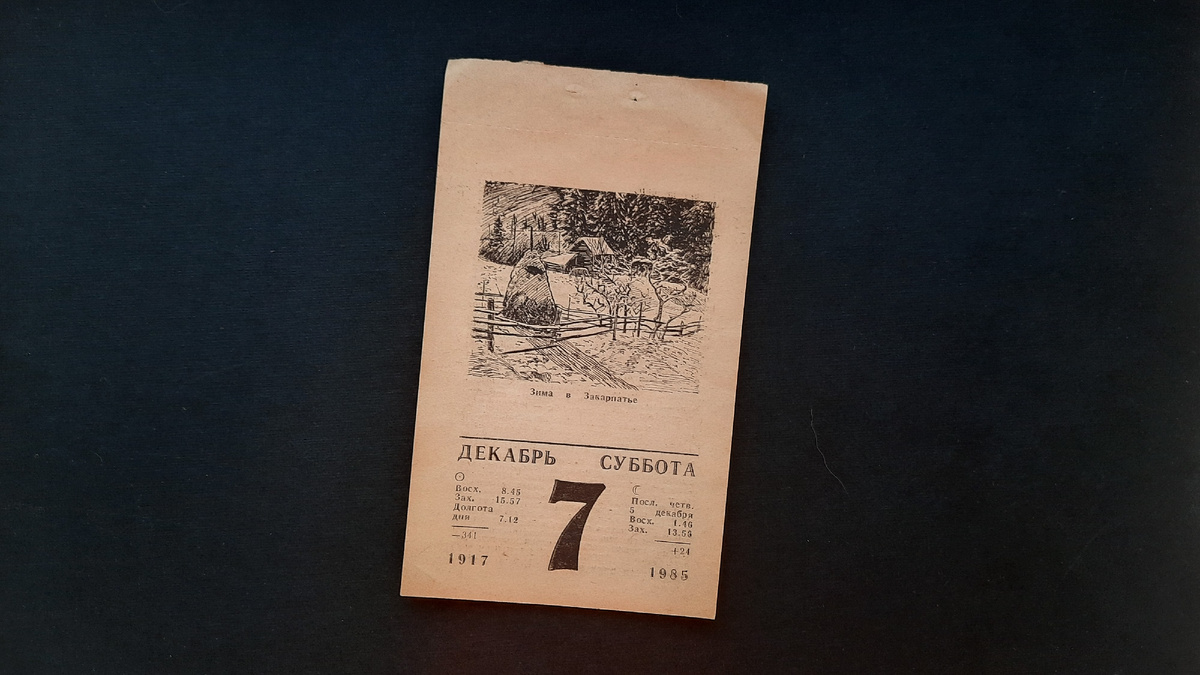 Зима в Закарпатье
ДЕКАБРЬ СУББОТА
Восх. 8.45
Зах. 15.57
Долгота
дня 7.12
—341
1917
7
Посл. четв.
5 декабря
Восх. 1.46
Зах. 13.56
+24
1985